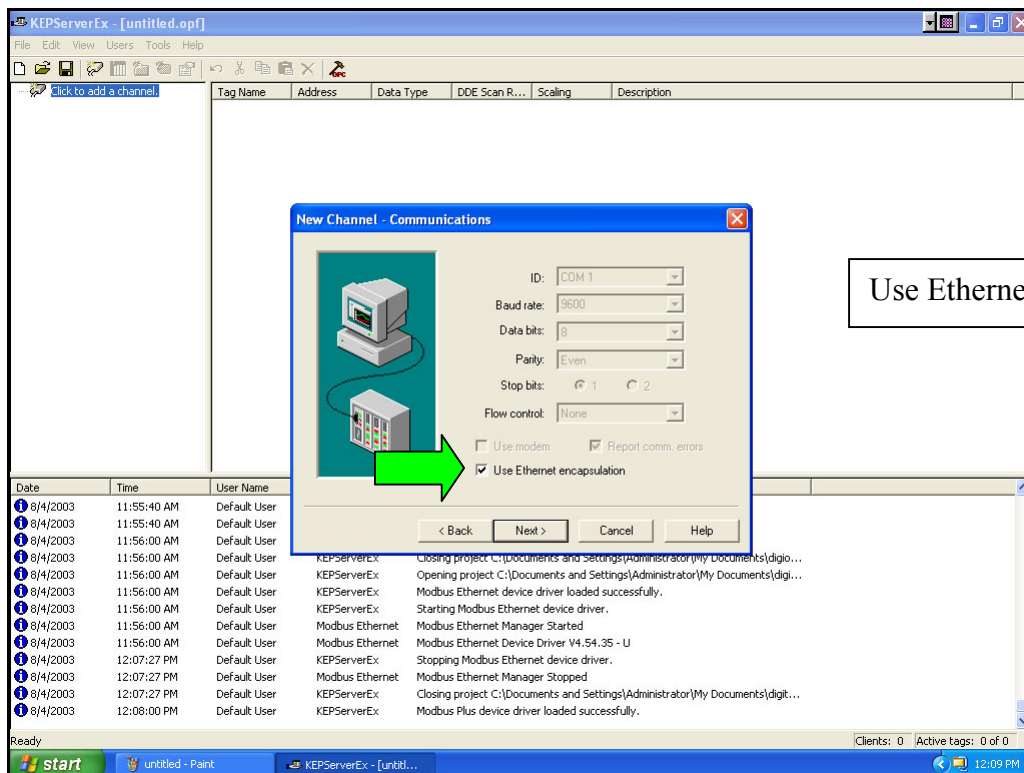 KEPServerEx - [untitled.opf]
File Edit View Users Tools Help
OPC
Click to add a channel.
Tag Name Address Data Type DDE Scan R... Scaling Description
New Channel - Communications
ID: COM 1
Baud rate: 9600
Data bits: 8
Parity: Even
Stop bits: 1 2
Flow control: None
Use modem Report comm. errors
Use Ethernet encapsulation
< Back Next > Cancel Help
Use Etherne
Date Time User Name
8/4/2003 11:55:40 AM Default User
8/4/2003 11:55:40 AM Default User
8/4/2003 11:56:00 AM Default User
8/4/2003 11:56:00 AM Default User KEPServerEx Closing project C:\Documents and Settings\Administrator\My Documents\digio...
8/4/2003 11:56:00 AM Default User KEPServerEx Opening project C:\Documents and Settings\Administrator\My Documents\digi...
8/4/2003 11:56:00 AM Default User KEPServerEx Modbus Ethernet device driver loaded successfully.
8/4/2003 11:56:00 AM Default User KEPServerEx Starting Modbus Ethernet device driver.
8/4/2003 11:56:00 AM Default User Modbus Ethernet Modbus Ethernet Manager Started
8/4/2003 11:56:00 AM Default User Modbus Ethernet Modbus Ethernet Device Driver V4.54.35 - U
8/4/2003 12:07:27 PM Default User KEPServerEx Stopping Modbus Ethernet device driver.
8/4/2003 12:07:27 PM Default User Modbus Ethernet Modbus Ethernet Manager Stopped
8/4/2003 12:07:27 PM Default User KEPServerEx Closing project C:\Documents and Settings\Administrator\My Documents\digit...
8/4/2003 12:08:00 PM Default User KEPServerEx Modbus Plus device driver loaded successfully.
Ready Clients: 0 Active tags: 0 of 0
start untitled - Paint KEPServerEx - [untitl... 12:09 PM